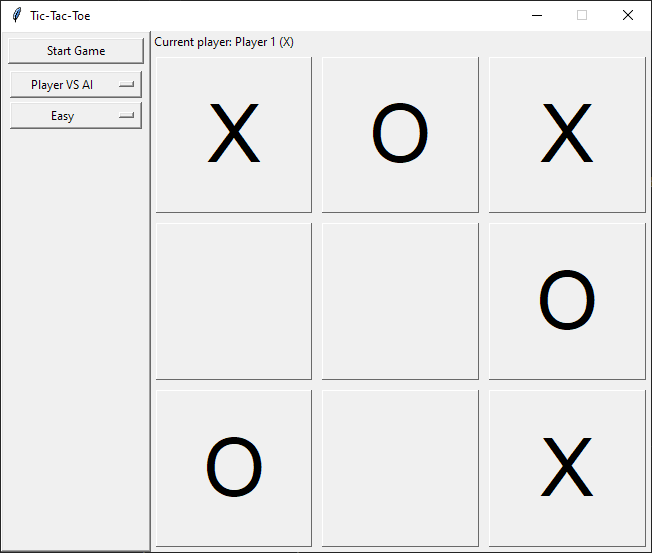 Tic-Tac-Toe
Start Game
Player VS AI
Easy
Current player: Player 1 (X)
X O X
O
O X